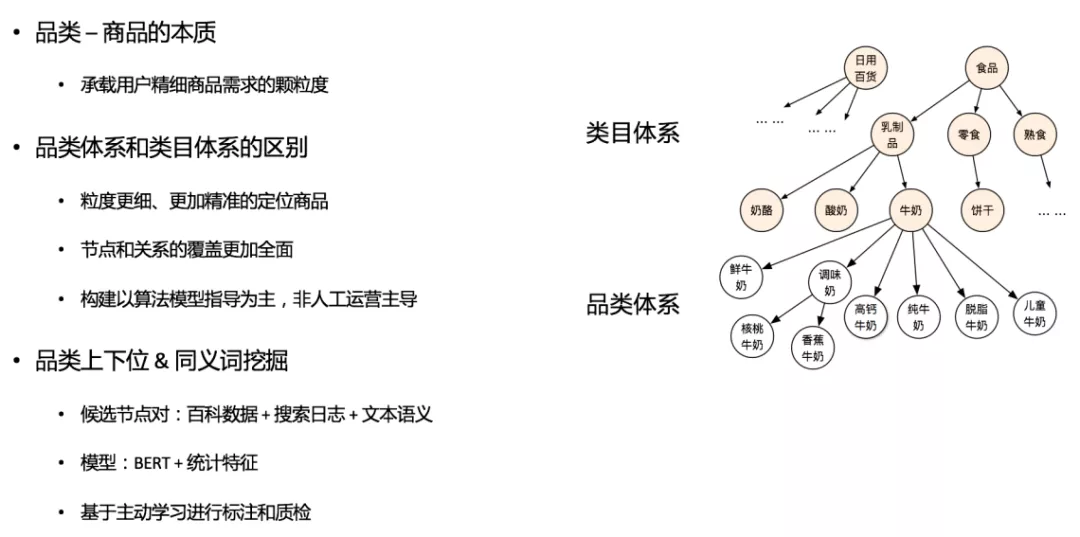 • 品类 – 商品的本质
• 承载用户精细商品需求的颗粒度
• 品类体系和类目体系的区别
• 粒度更细、更加精准的定位商品
• 节点和关系的覆盖更加全面
• 构建以算法模型指导为主，非人工运营主导
• 品类上下位 & 同义词挖掘
• 候选节点对：百科数据 + 搜索日志 + 文本语义
• 模型：BERT + 统计特征
• 基于主动学习进行标注和质检
日用
百货
食品
... ...
... ...
类目体系
乳制
品
零食
熟食
奶酪
酸奶
牛奶
饼干
... ...
品类体系
鲜牛
奶
调味
奶
高钙
牛奶
纯牛
奶
脱脂
牛奶
儿童
牛奶
核桃
牛奶
香蕉
牛奶